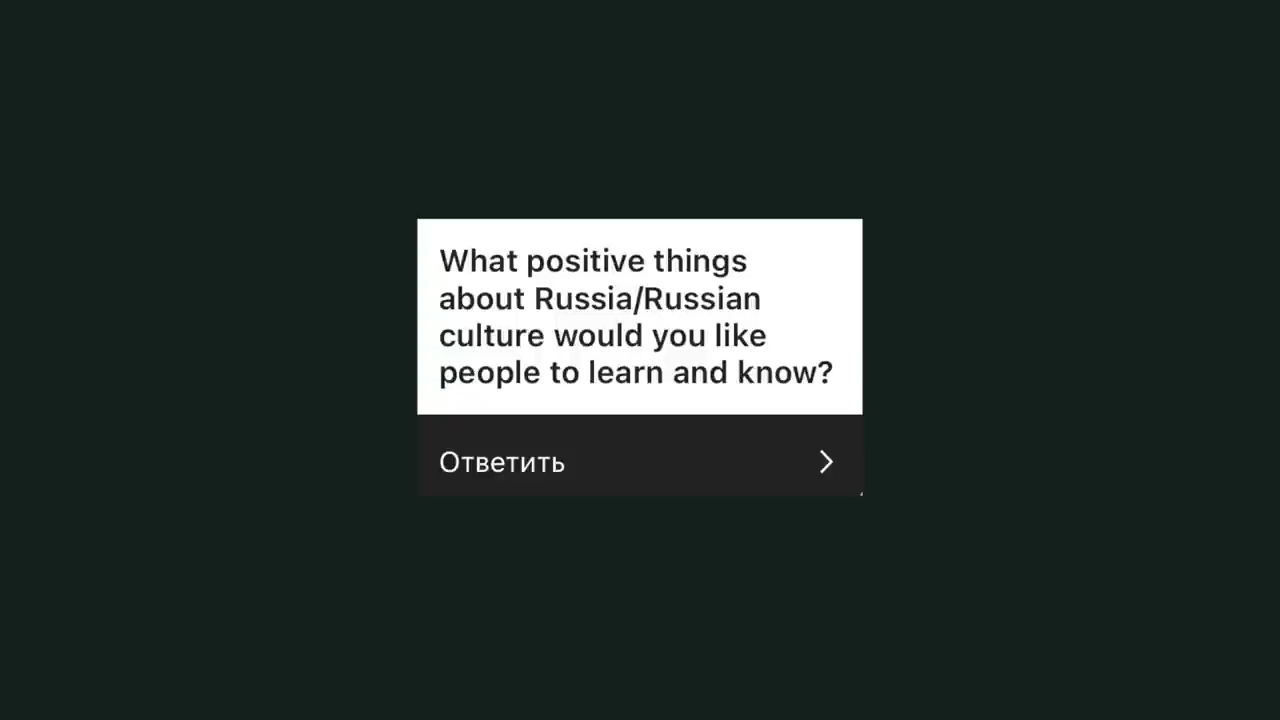 What positive things
about Russia/Russian
culture would you like
people to learn and know?
Ответить